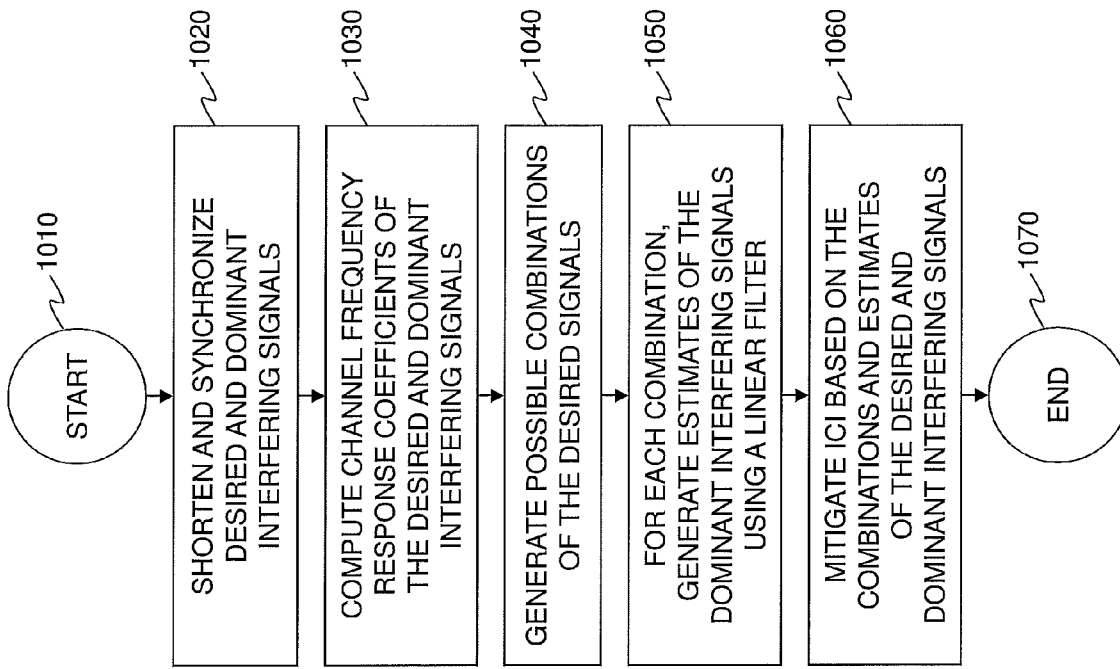 START
1010
SHORTEN AND SYNCHRONIZE
DESIRED AND DOMINANT
INTERFERING SIGNALS
1020
COMPUTE CHANNEL FREQUENCY
RESPONSE COEFFICIENTS OF
THE DESIRED AND DOMINANT
INTERFERING SIGNALS
1030
GENERATE POSSIBLE COMBINATIONS
OF THE DESIRED SIGNALS
1040
FOR EACH COMBINATION,
GENERATE ESTIMATES OF THE
DOMINANT INTERFERING SIGNALS
USING A LINEAR FILTER
1050
MITIGATE ICI BASED ON THE
COMBINATIONS AND ESTIMATES
OF THE DESIRED AND
DOMINANT INTERFERING SIGNALS
1060
END
1070